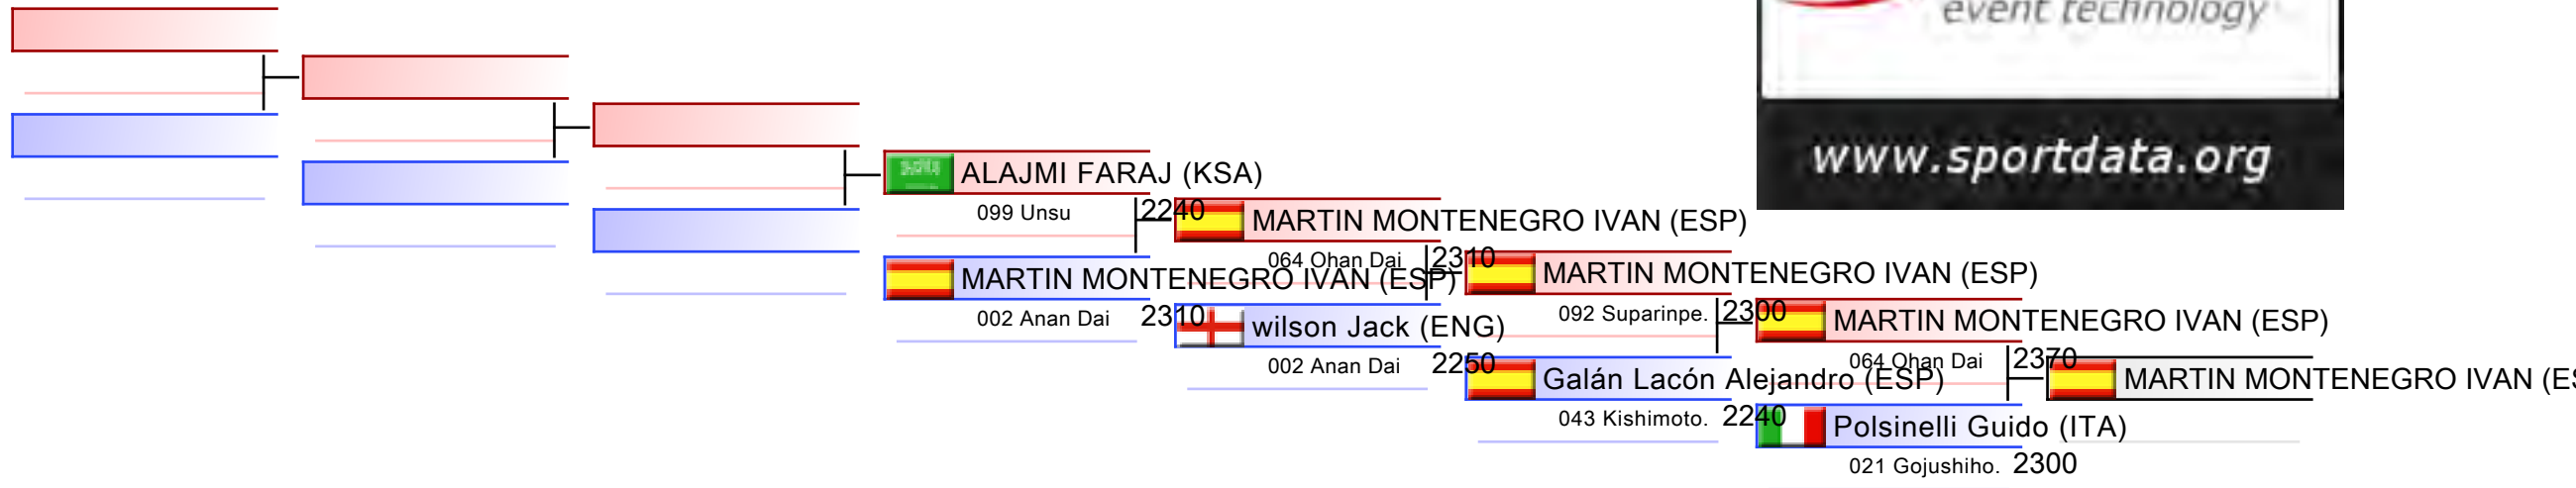 event technology
www.sportdata.org
ALAJMI FARAJ (KSA)
099 Unsu 2240
MARTIN MONTENEGRO IVAN (ESP)
002 Anan Dai 2310
MARTIN MONTENEGRO IVAN (ESP)
064 Ohan Dai 2310
wilson Jack (ENG)
002 Anan Dai 2250
MARTIN MONTENEGRO IVAN (ESP)
092 Suparinpe. 2300
Galán Lacón Alejandro (ESP)
043 Kishimoto. 2240
MARTIN MONTENEGRO IVAN (ESP)
064 Ohan Dai 2370
Polsinelli Guido (ITA)
021 Gojushiho. 2300
MARTIN MONTENEGRO IVAN (ES